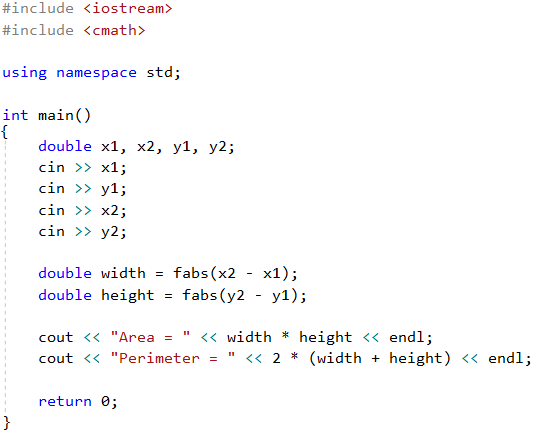 #include <iostream>
#include <cmath>

using namespace std;

int main()
{
    double x1, x2, y1, y2;
    cin >> x1;
    cin >> y1;
    cin >> x2;
    cin >> y2;

    double width = fabs(x2 - x1);
    double height = fabs(y2 - y1);

    cout << "Area = " << width * height << endl;
    cout << "Perimeter = " << 2 * (width + height) << endl;

    return 0;
}